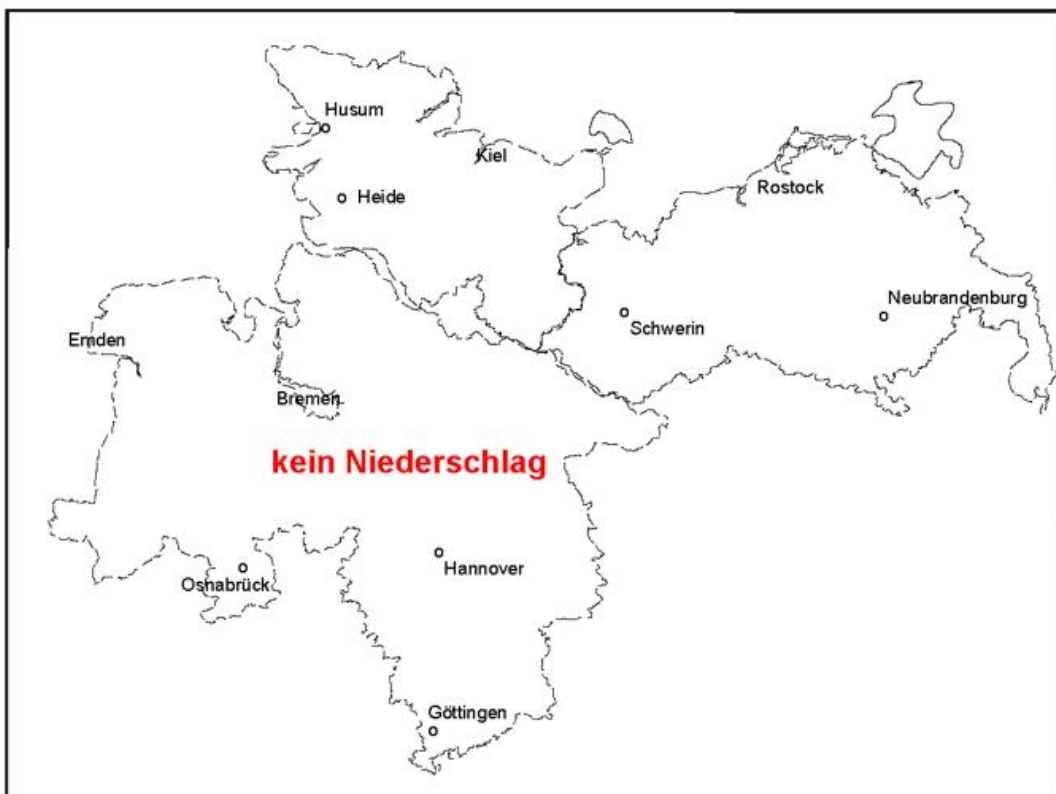 Husum
Kiel
Heide
Rostock
Neubrandenburg
Schwerin
Emden
Bremen
kein Niederschlag
Hannover
Osnabrück
Göttingen